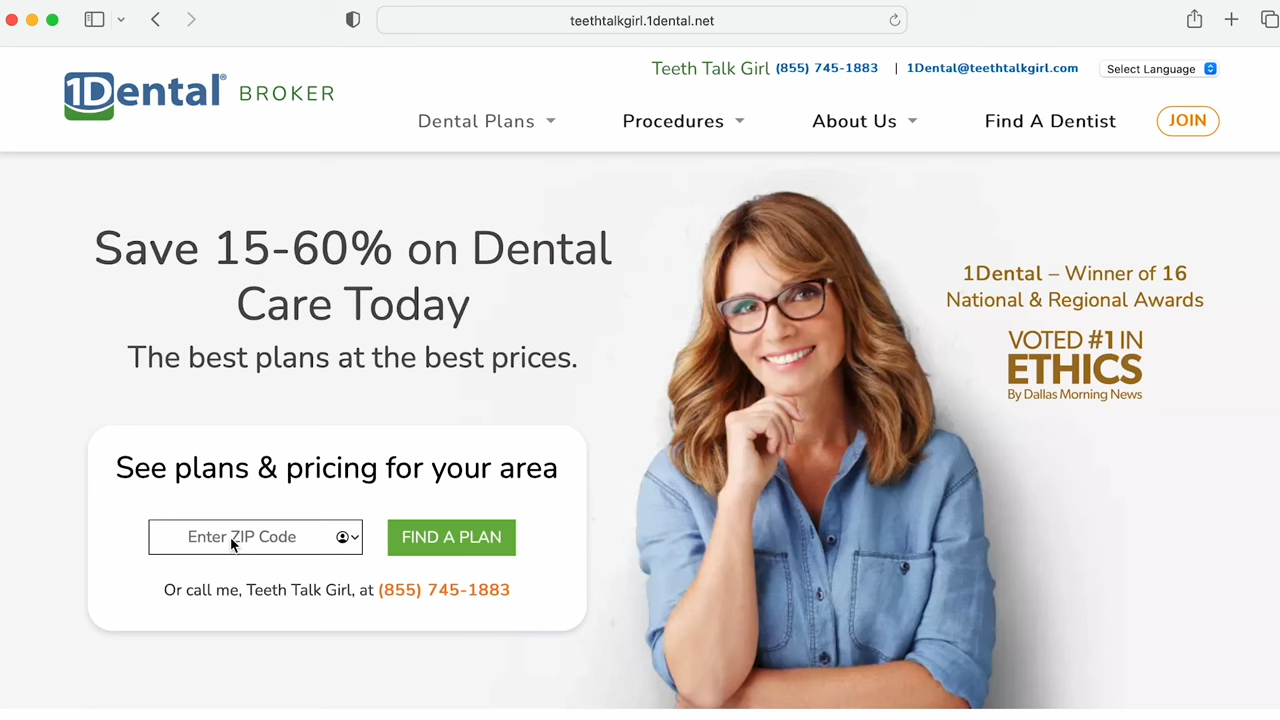 teethtalkgirl.1dental.net
Teeth Talk Girl (855) 745-1883 | 1Dental@teethtalkgirl.com
Select Language
1Dental® BROKER
Dental Plans
Procedures
About Us
Find A Dentist
JOIN
Save 15-60% on Dental
Care Today
The best plans at the best prices.
1Dental – Winner of 16
National & Regional Awards
VOTED #1 IN
ETHICS
By Dallas Morning News
See plans & pricing for your area
Enter ZIP Code
FIND A PLAN
Or call me, Teeth Talk Girl, at (855) 745-1883